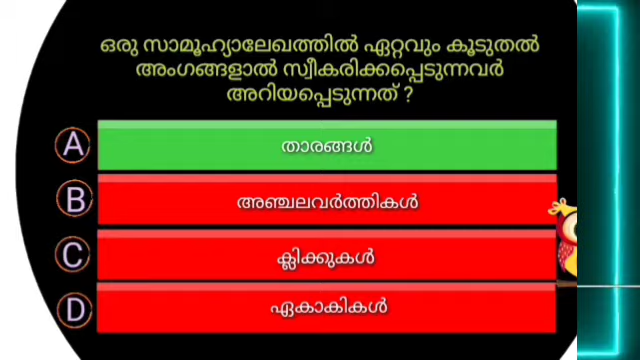 ഒരു സാമൂഹ്യാലേഖത്തിൽ ഏറ്റവും കൂടുതൽ
അംഗങ്ങളാൽ സ്വീകരിക്കപ്പെടുന്നവർ
അറിയപ്പെടുന്നത് ?
A താരങ്ങൾ
B അഞ്ചലവർത്തികൾ
C ക്ലിക്കുകൾ
D ഏകാകികൾ